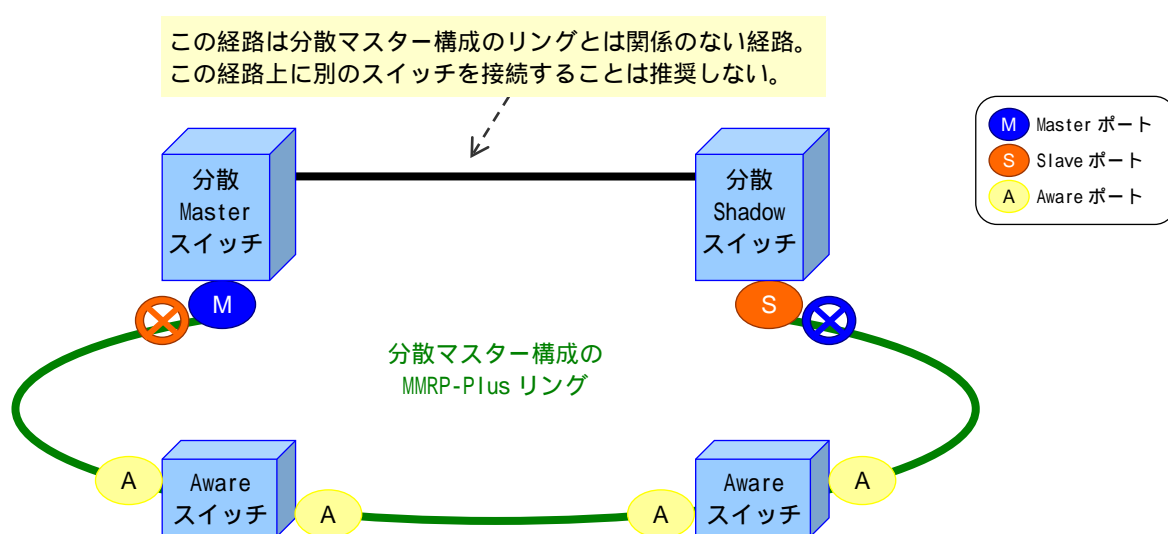 この経路は分散マスター構成のリングとは関係のない経路。
この経路上に別のスイッチを接続することは推奨しない。
M Master ポート
S Slave ポート
A Aware ポート
分散
Master
スイッチ
分散
Shadow
スイッチ
M
S
分散マスター構成の
MMRP-Plus リング
A
Aware
スイッチ
A
A
Aware
スイッチ
A